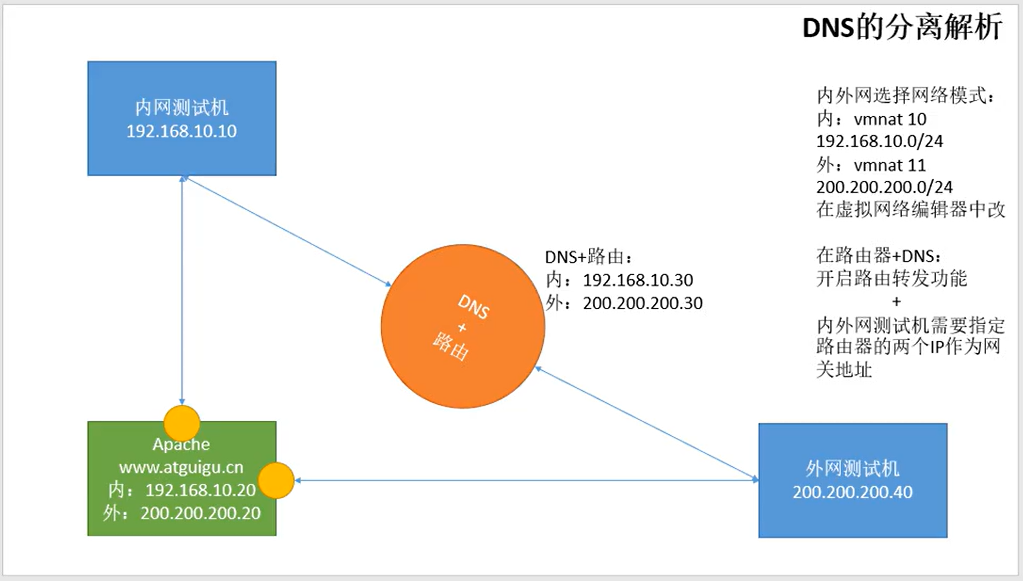 DNS的分离解析
内网测试机
192.168.10.10
内外网选择网络模式：
内：vmnat 10
192.168.10.0/24
外：vmnat 11
200.200.200.0/24
在虚拟网络编辑器中改
在路由器+DNS：
开启路由转发功能
+
内外网测试机需要指定
路由器的两个IP作为网
关地址
DNS+路由：
内：192.168.10.30
外：200.200.200.30
DNS
+
路由
Apache
www.atguigu.cn
内：192.168.10.20
外：200.200.200.20
外网测试机
200.200.200.40